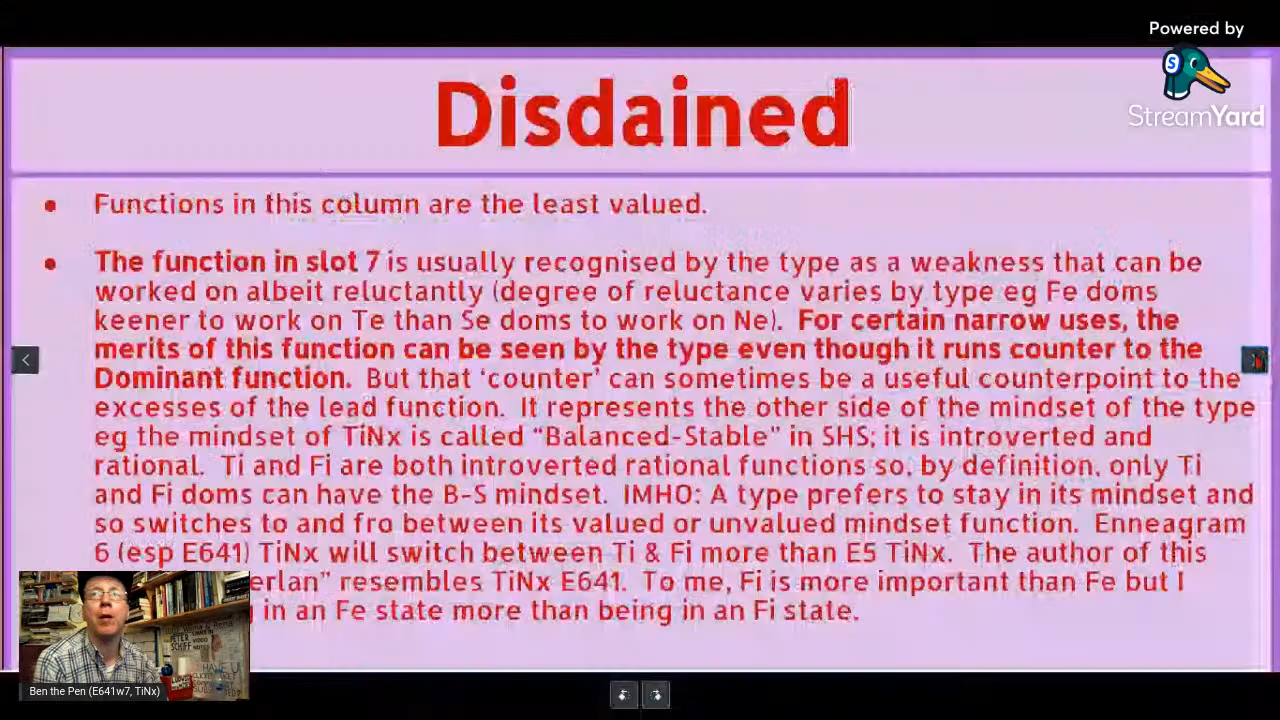 Powered by
StreamYard
Disdained
• Functions in this column are the least valued.
• The function in slot 7 is usually recognised by the type as a weakness that can be
worked on albeit reluctantly (degree of reluctance varies by type eg Fe doms
keener to work on Te than Se doms to work on Ne). For certain narrow uses, the
merits of this function can be seen by the type even though it runs counter to the
Dominant function. But that ‘counter’ can sometimes be a useful counterpoint to the
excesses of the lead function. It represents the other side of the mindset of the type
eg the mindset of TiNx is called “Balanced-Stable” in SHS; it is introverted and
rational. Ti and Fi are both introverted rational functions so, by definition, only Ti
and Fi doms can have the B-S mindset. IMHO: A type prefers to stay in its mindset and
so switches to and fro between its valued or unvalued mindset function. Enneagram
6 (esp E641) TiNx will switch between Ti & Fi more than E5 TiNx. The author of this
erlan” resembles TiNx E641. To me, Fi is more important than Fe but I
in an Fe state more than being in an Fi state.
PETER
SCHIFF
Ben the Pen (E641w7, TiNx)